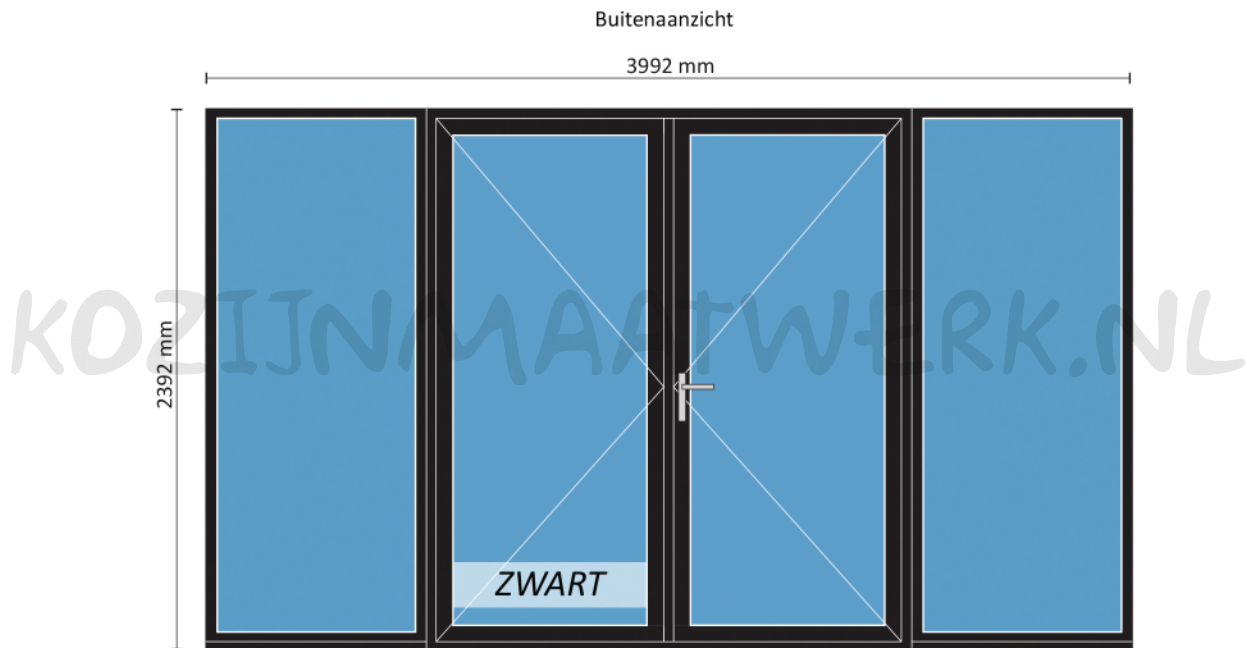 Buitenaanzicht
3992 mm
2392 mm
KOZIJNMAATWERK.NL
ZWART